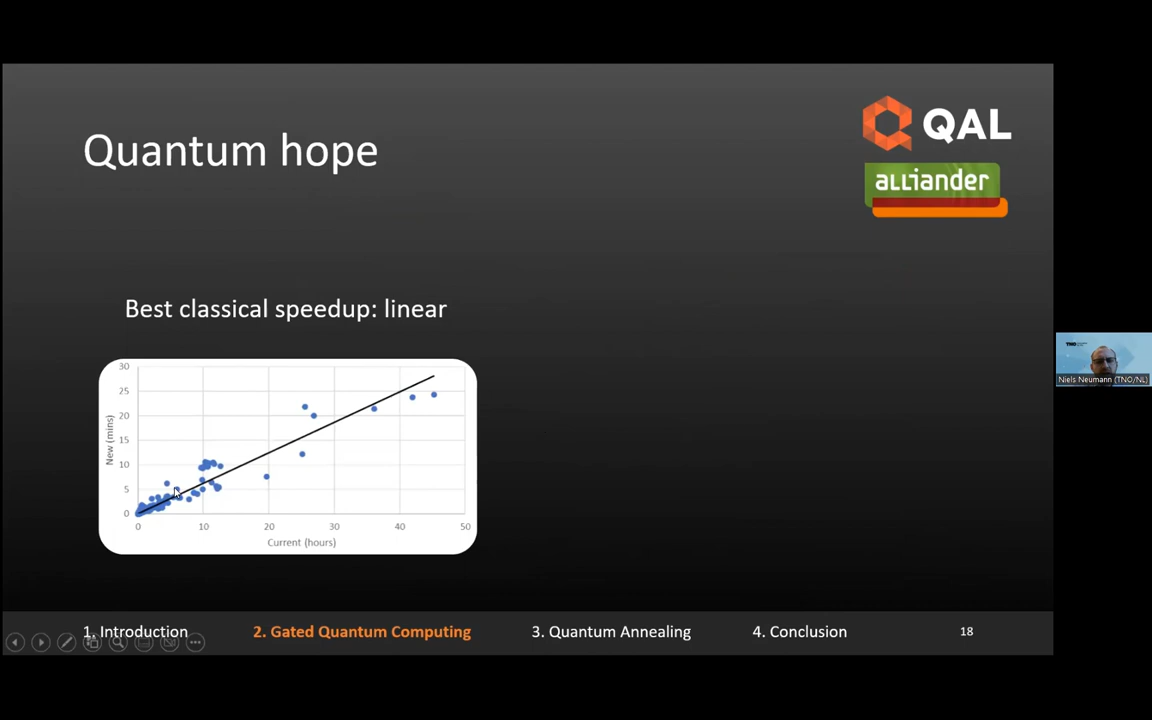 Quantum hope
QAL
alliander
Best classical speedup: linear
30
25
20
15
10
5
0
New (mins)
0 10 20 30 40 50
Current (hours)
TNO
Niels Neumann (TNO/NL)
1. Introduction 2. Gated Quantum Computing 3. Quantum Annealing 4. Conclusion 18